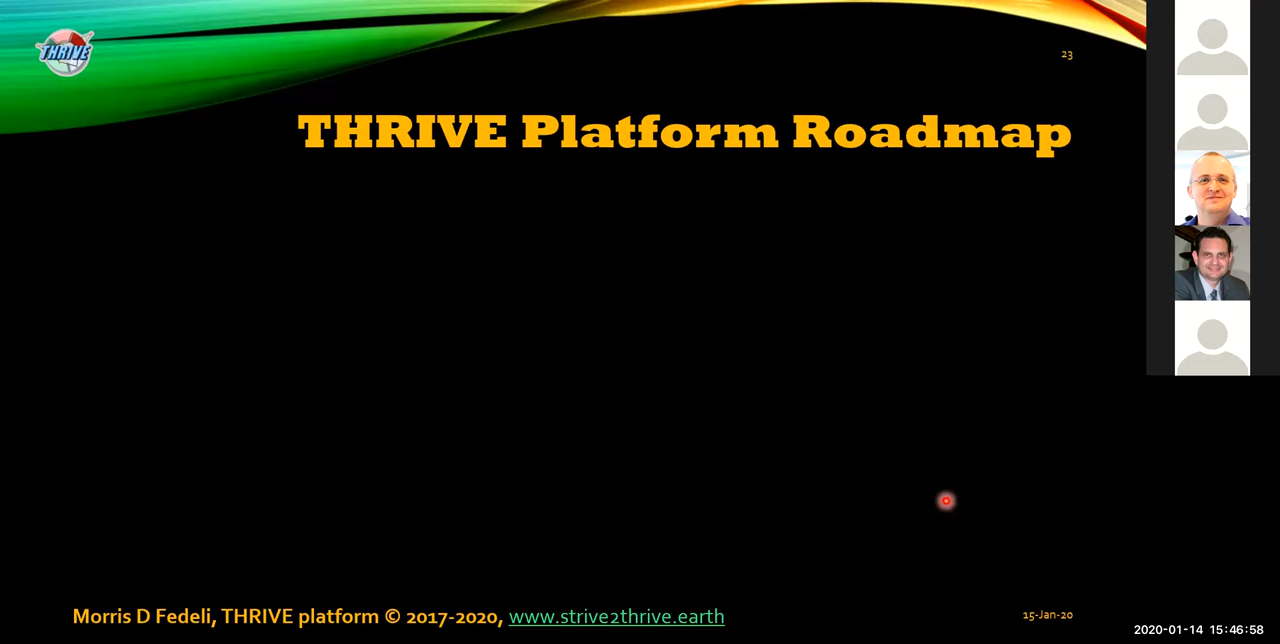 THRIVE
23
THRIVE Platform Roadmap
Morris D Fedeli, THRIVE platform © 2017-2020, www.strive2thrive.earth
15-Jan-20
2020-01-14 15:46:58